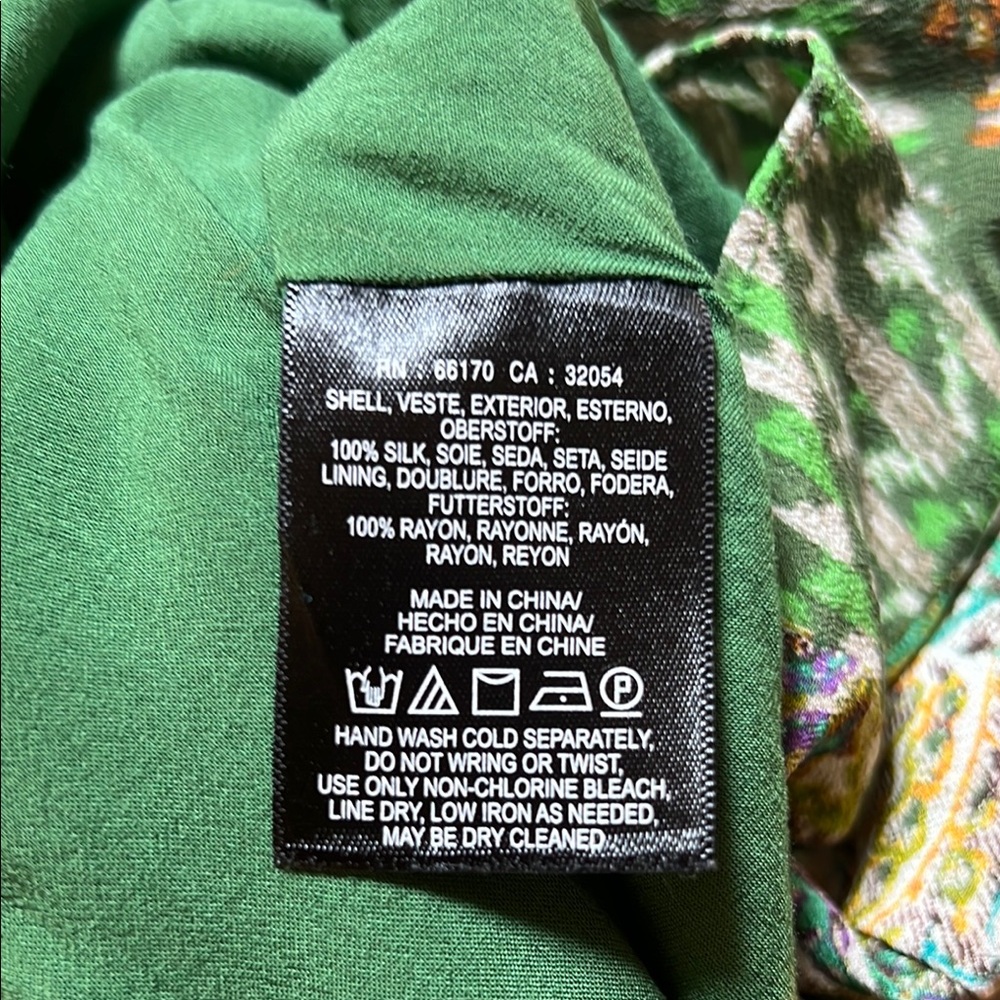 RN : 66170 CA : 32054
SHELL, VESTE, EXTERIOR, ESTERNO,
OBERSTOFF:
100% SILK, SOIE, SEDA, SETA, SEIDE
LINING, DOUBLURE, FORRO, FODERA,
FUTTERSTOFF:
100% RAYON, RAYONNE, RAYÓN,
RAYON, REYON
MADE IN CHINA/
HECHO EN CHINA/
FABRIQUE EN CHINE
P
HAND WASH COLD SEPARATELY,
DO NOT WRING OR TWIST,
USE ONLY NON-CHLORINE BLEACH,
LINE DRY, LOW IRON AS NEEDED,
MAY BE DRY CLEANED